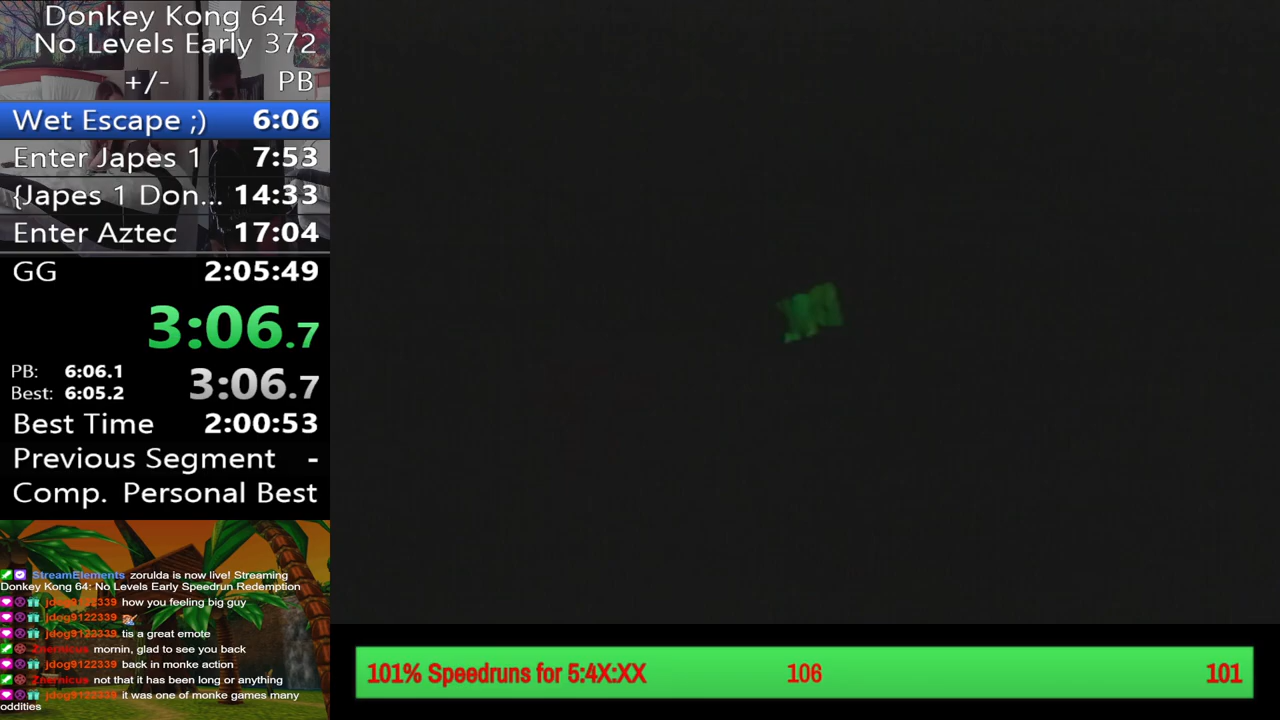 Donkey Kong 64
No Levels Early 372
+/- PB
Wet Escape ;) 6:06
Enter Japes 1 7:53
{Japes 1 Don... 14:33
Enter Aztec 17:04
GG 2:05:49
3:06.7
PB: 6:06.1
Best: 6:05.2
3:06.7
Best Time 2:00:53
Previous Segment -
Comp. Personal Best
StreamElements zorulda is now live! Streaming
Donkey Kong 64: No Levels Early Speedrun Redemption
jdog9122339 how you feeling big guy
jdog9122339
jdog9122339 tis a great emote
Znernicus mornin, glad to see you back
jdog9122339 back in monke action
Znernicus not that it has been long or anything
jdog9122339 it was one of monke games many
oddities
101% Speedruns for 5:4X:XX 106 101